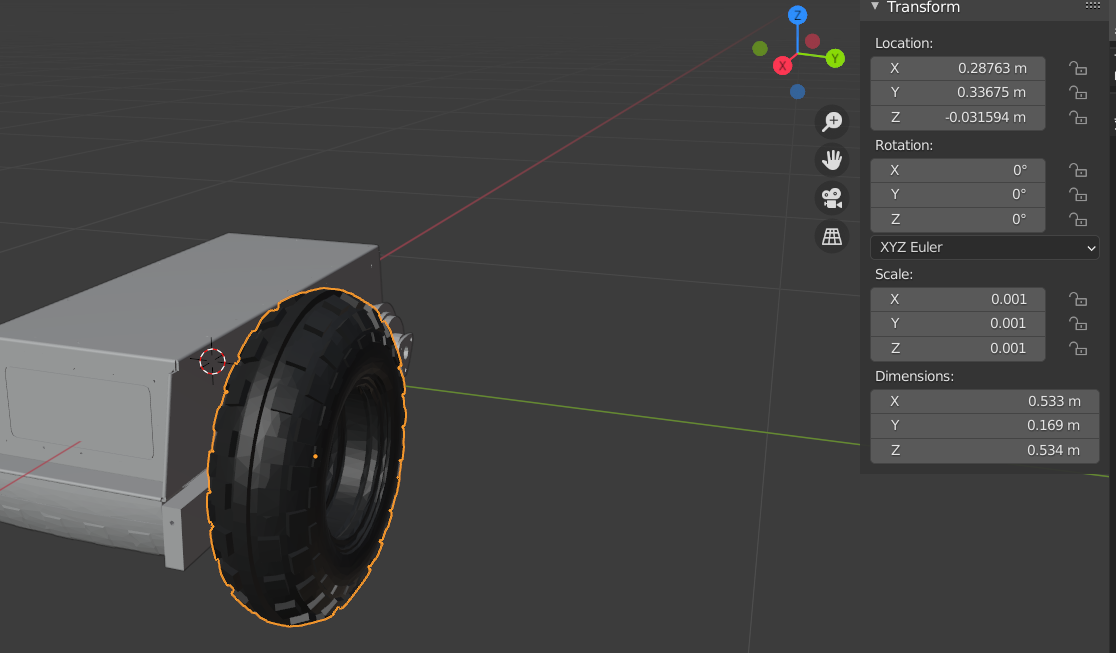 Transform
Z
Y
X
Location:
X 0.28763 m
Y 0.33675 m
Z -0.031594 m
Rotation:
X 0°
Y 0°
Z 0°
XYZ Euler
Scale:
X 0.001
Y 0.001
Z 0.001
Dimensions:
X 0.533 m
Y 0.169 m
Z 0.534 m